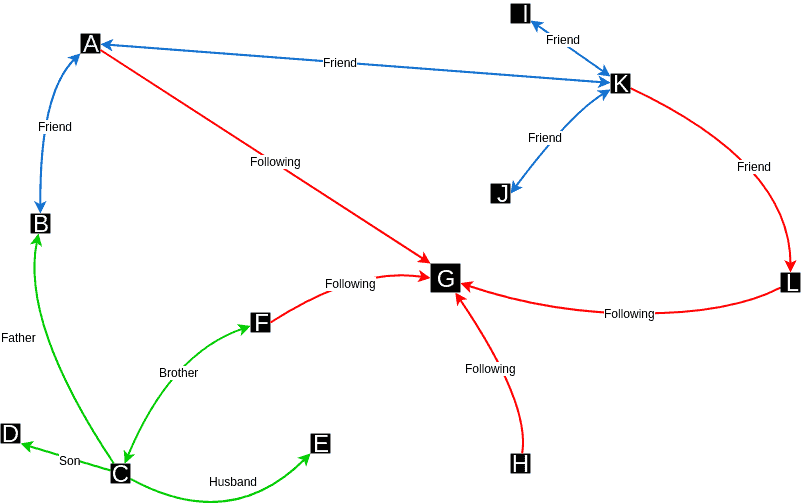 I
A
Friend
Friend
K
Friend
Friend
Following
Friend
J
B
G
L
Following
Following
F
Father
Brother
Following
D
E
Son
C
Husband
H